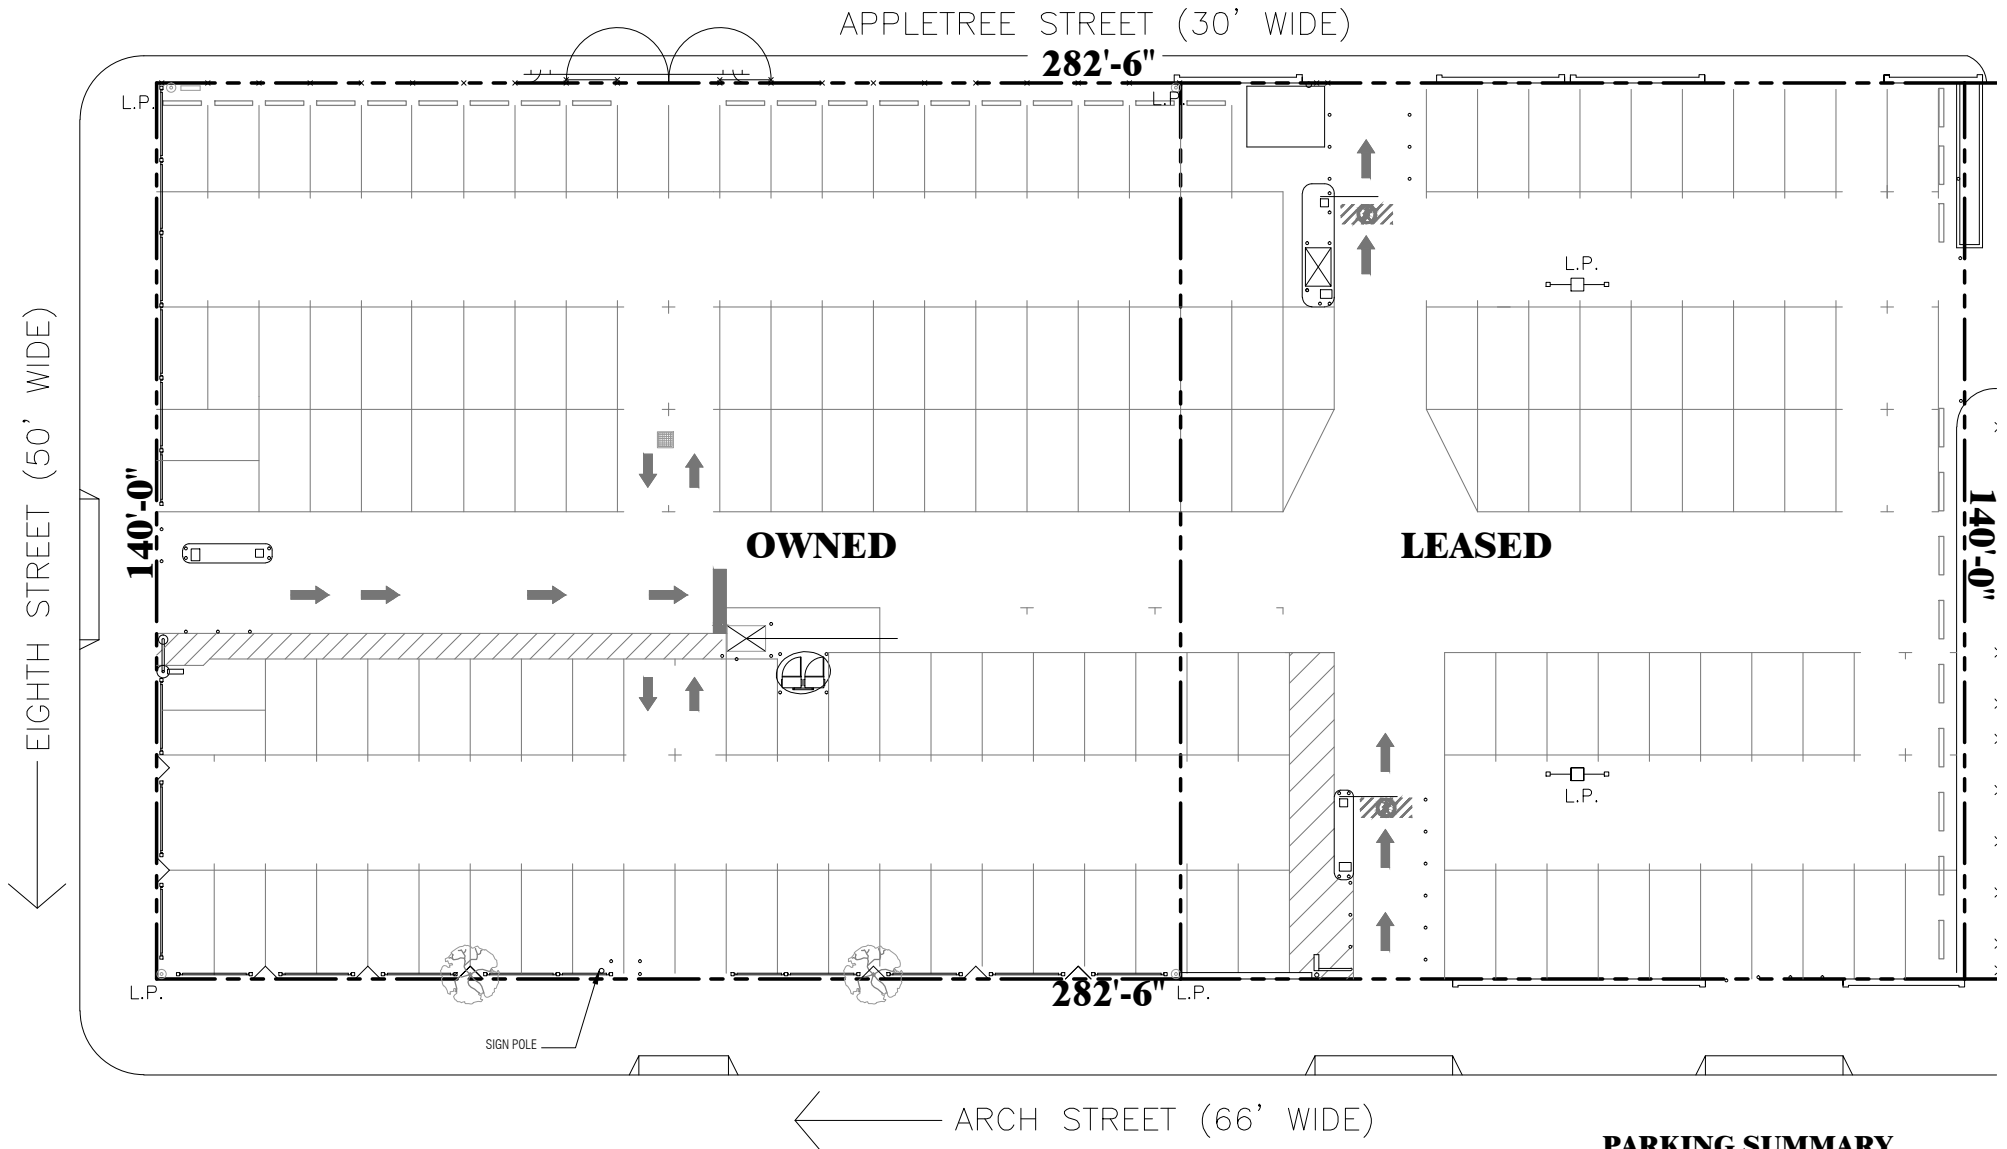 APPLETREE STREET (30' WIDE)
282'-6"
L.P.
L.P.
L.P.
EIGHTH STREET (50' WIDE)
140'-0"
OWNED
LEASED
140'-0"
L.P.
L.P.
282'-6"
L.P.
SIGN POLE
ARCH STREET (66' WIDE)
PARKING SUMMARY